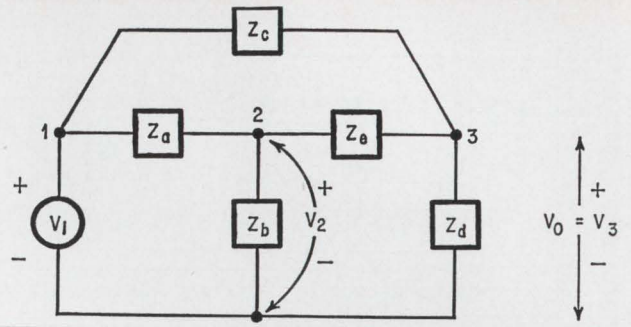 Zc
1 Za 2 Ze 3
+ V1 −
Zb
+ V2 −
Zd
+
V0 = V3
−